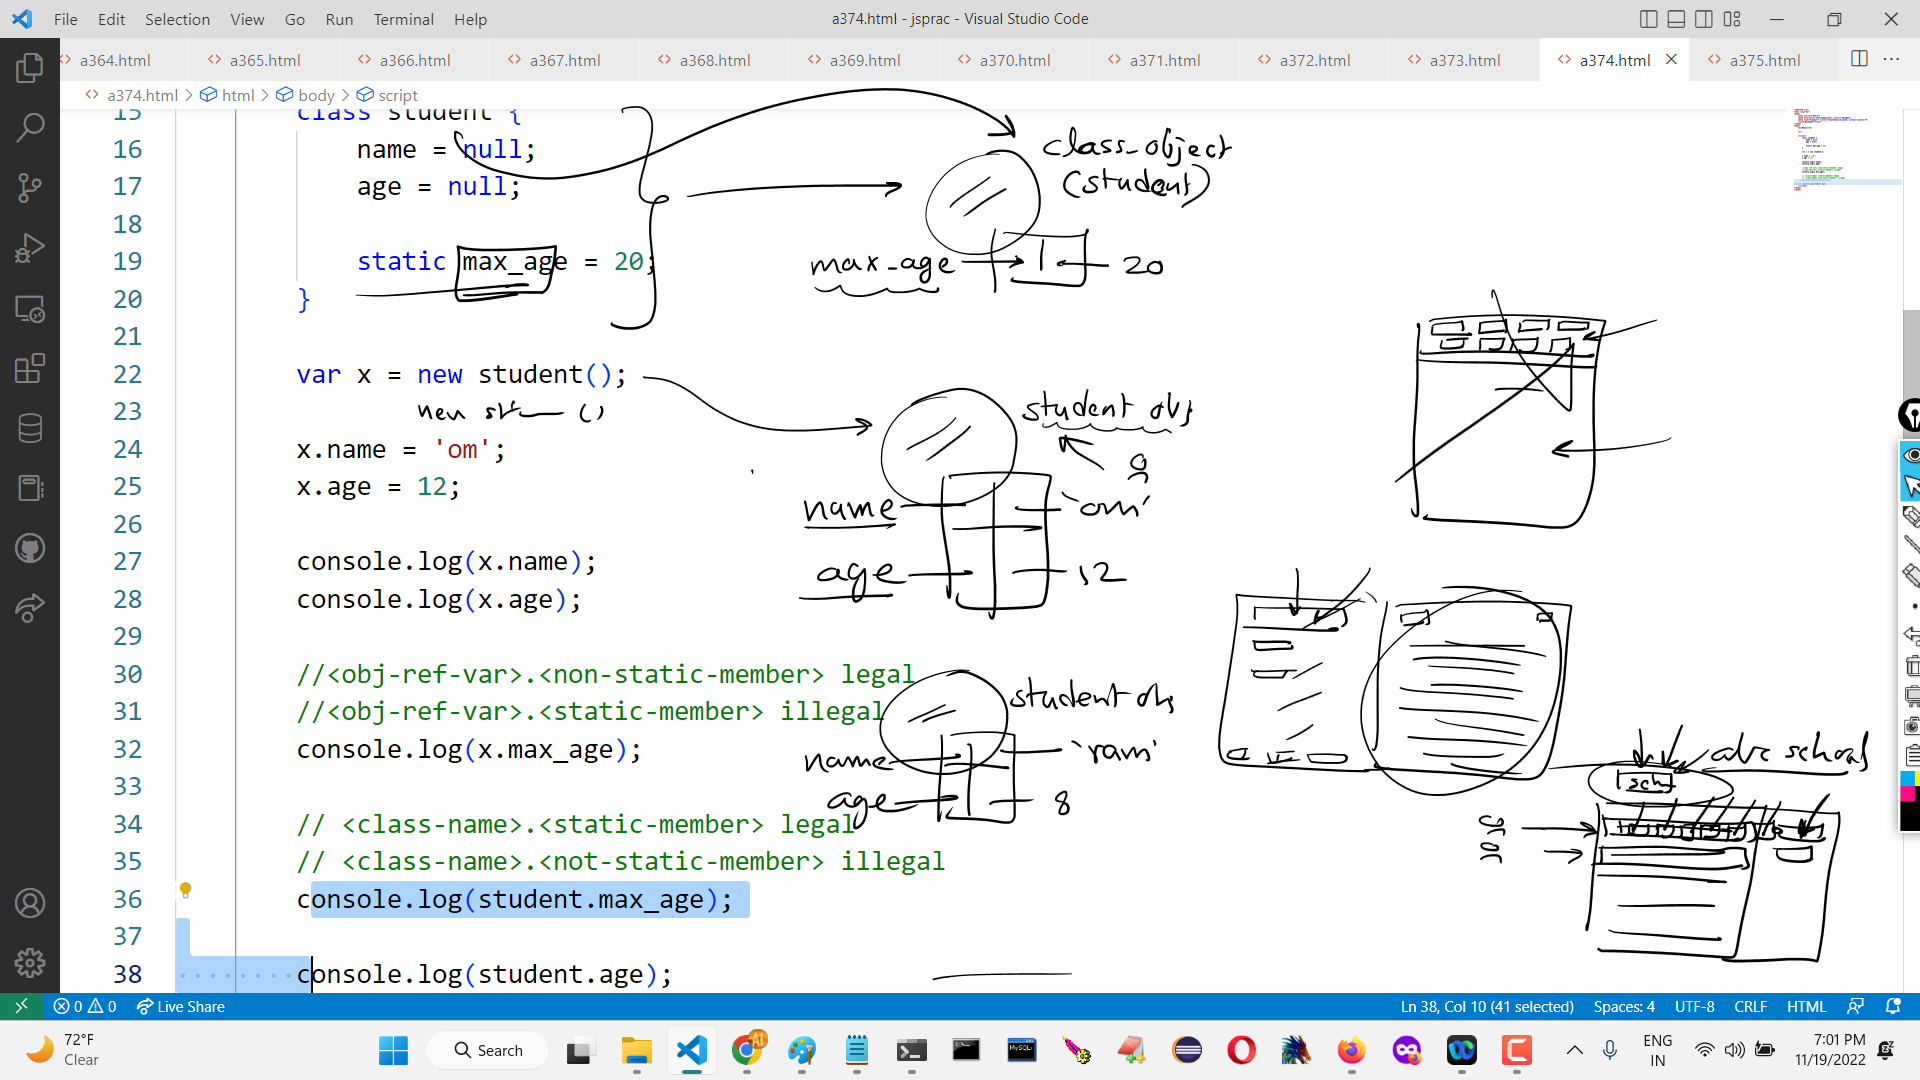 File Edit Selection View Go Run Terminal Help
a374.html - jsprac - Visual Studio Code
a364.html a365.html a366.html a367.html a368.html a369.html a370.html a371.html a372.html a373.html a374.html a375.html
a374.html > html > body > script
15 class student {
16 name = null;
17 age = null;
18
19 static max_age = 20;
20 }
21
22 var x = new student();
23
24 x.name = 'om';
25 x.age = 12;
26
27 console.log(x.name);
28 console.log(x.age);
29
30 //<obj-ref-var>.<non-static-member> legal
31 //<obj-ref-var>.<static-member> illegal
32 console.log(x.max_age);
33
34 // <class-name>.<static-member> legal
35 // <class-name>.<not-static-member> illegal
36 console.log(student.max_age);
37
38 console.log(student.age);
class_object
(student)
max_age 20
new st ()
student obj
name 'om'
age 12
student obj
name 'ram'
age 8
abc school
sch
0 0 Live Share
Ln 38, Col 10 (41 selected) Spaces: 4 UTF-8 CRLF HTML
72°F
Clear
Search
ENG
IN
7:01 PM
11/19/2022